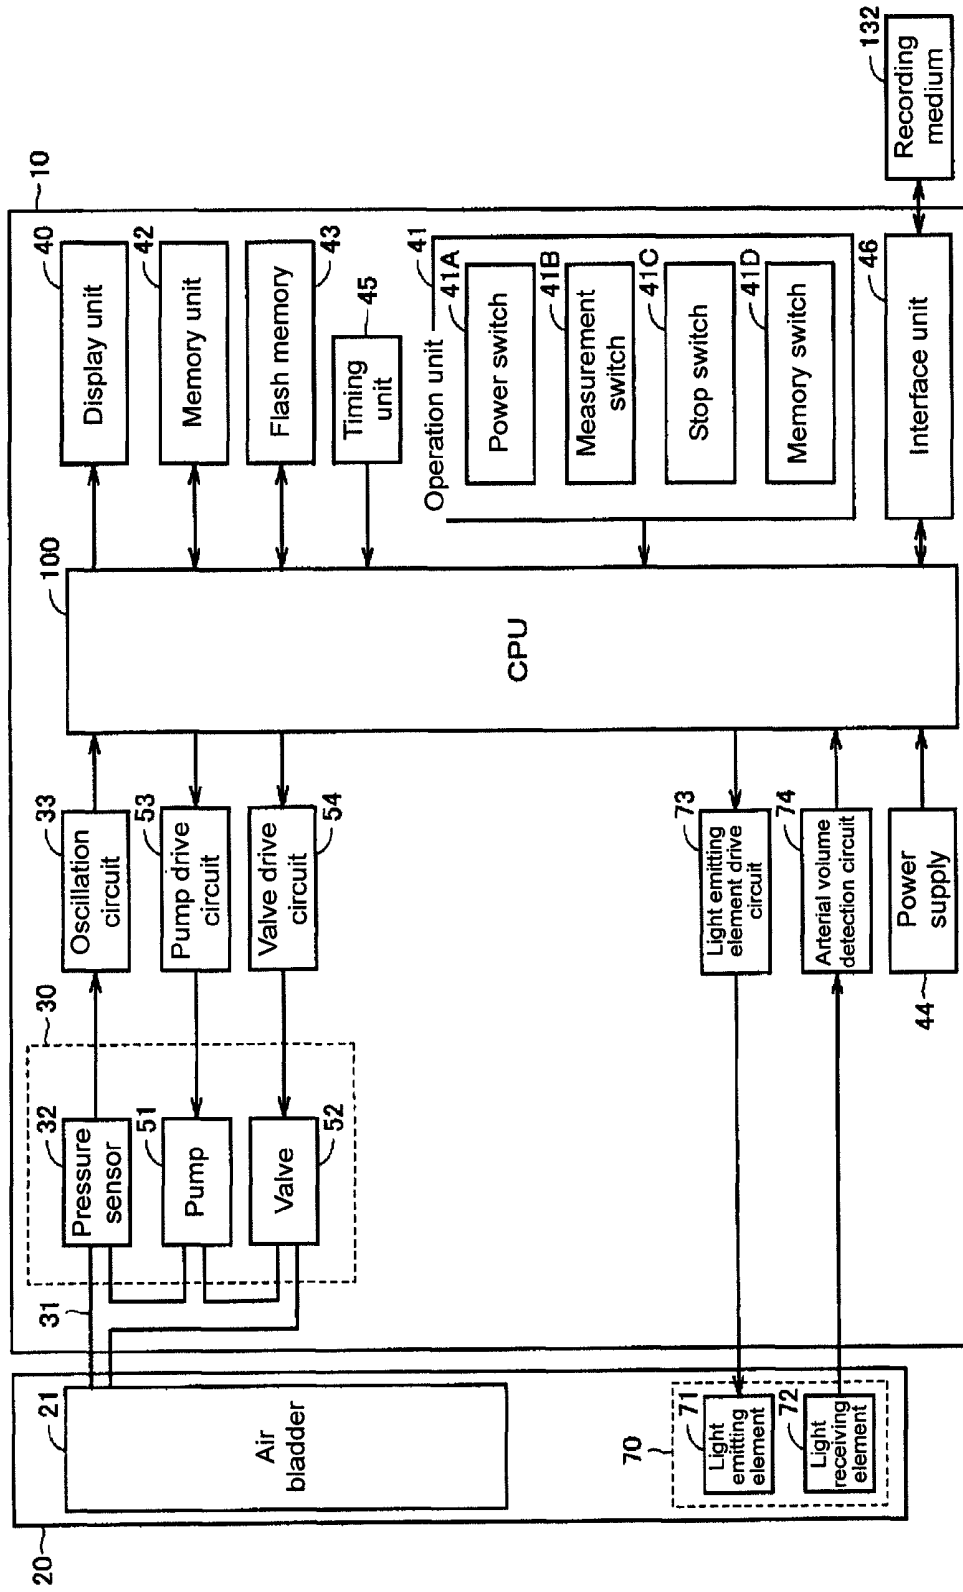 20
21
Air
bladder
31
30
32
Pressure
sensor
51
Pump
52
Valve
33
Oscillation
circuit
53
Pump drive
circuit
54
Valve drive
circuit
70
71
Light
emitting
element
72
Light
receiving
element
73
Light emitting
element drive
circuit
74
Arterial volume
detection circuit
44
Power
supply
100
CPU
10
40
Display unit
42
Memory unit
43
Flash memory
45
Timing
unit
Operation unit
41
41A
Power switch
41B
Measurement
switch
41C
Stop switch
41D
Memory switch
46
Interface unit
132
Recording
medium